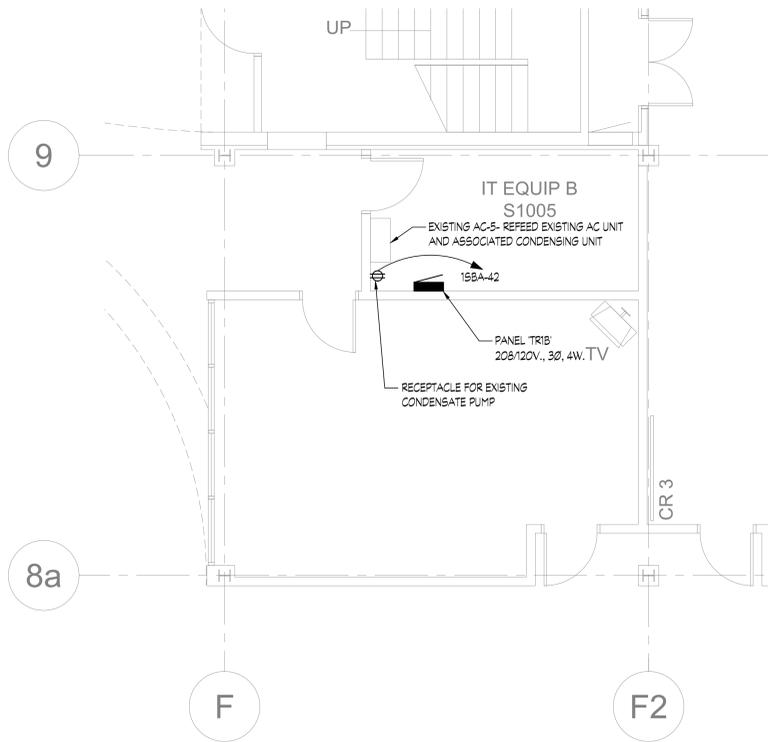 UP
9
IT EQUIP B
S1005
EXISTING AC-5- REFEED EXISTING AC UNIT
AND ASSOCIATED CONDENSING UNIT
1SBA-42
PANEL 'TR1B'
208/120V., 3Ø, 4W.
TV
RECEPTACLE FOR EXISTING
CONDENSATE PUMP
CR 3
8a
F
F2